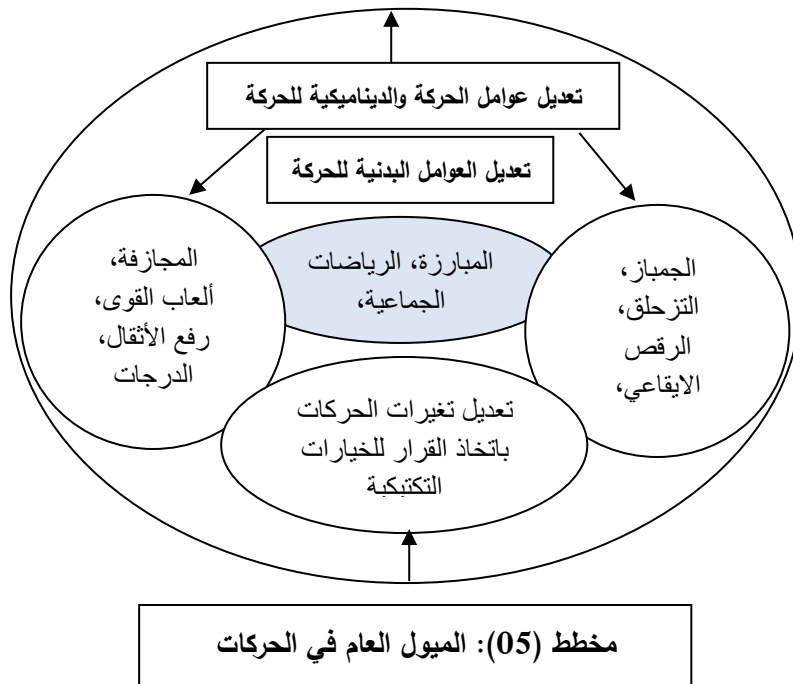 تعديل عوامل الحركة والديناميكية للحركة
تعديل العوامل البدنية للحركة
المجازفة،
ألعاب القوى،
رفع الأثقال،
الدرجات
المبارزة، الرياضات
الجماعية،
الجمباز،
التزحلق،
الرقص
الايقاعي،
تعديل تغيرات الحركات
باتخاذ القرار للخيارات
التكتبكبة
مخطط (05): الميول العام في الحركات